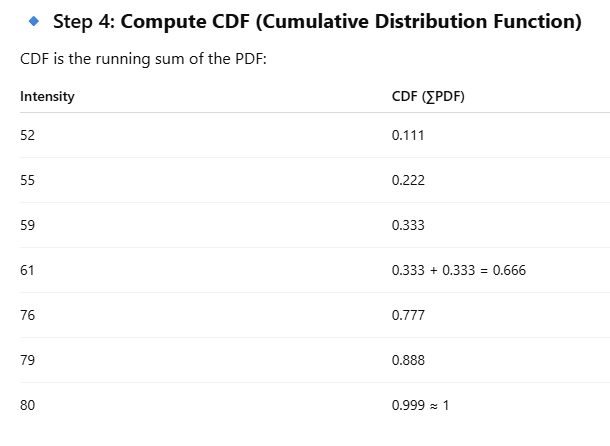 Step 4: Compute CDF (Cumulative Distribution Function)
CDF is the running sum of the PDF:
Intensity CDF (∑PDF)
52 0.111
55 0.222
59 0.333
61 0.333 + 0.333 = 0.666
76 0.777
79 0.888
80 0.999 ≈ 1